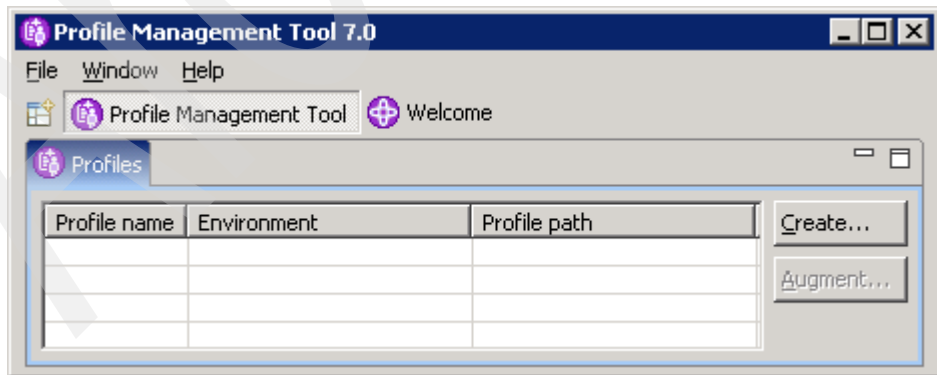 Profile Management Tool 7.0
File Window Help
Profile Management Tool Welcome
Profiles
Profile name Environment Profile path Create...
Augment...